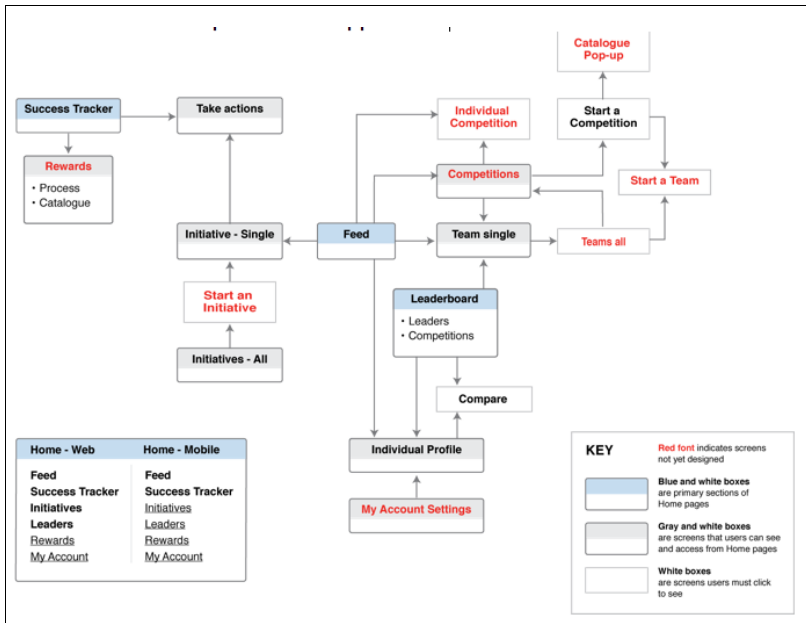 Catalogue
Pop-up
Success Tracker
Take actions
Individual
Competition
Start a
Competition
Rewards
• Process
• Catalogue
Competitions
Start a Team
Initiative - Single
Feed
Team single
Teams all
Start an
Initiative
Leaderboard
• Leaders
• Competitions
Initiatives - All
Compare
Individual Profile
My Account Settings
Home - Web
Feed
Success Tracker
Initiatives
Leaders
Rewards
My Account
Home - Mobile
Feed
Success Tracker
Initiatives
Leaders
Rewards
My Account
KEY
Red font indicates screens
not yet designed
Blue and white boxes
are primary sections of
Home pages
Gray and white boxes
are screens that users can see
and access from Home pages
White boxes
are screens users must click
to see